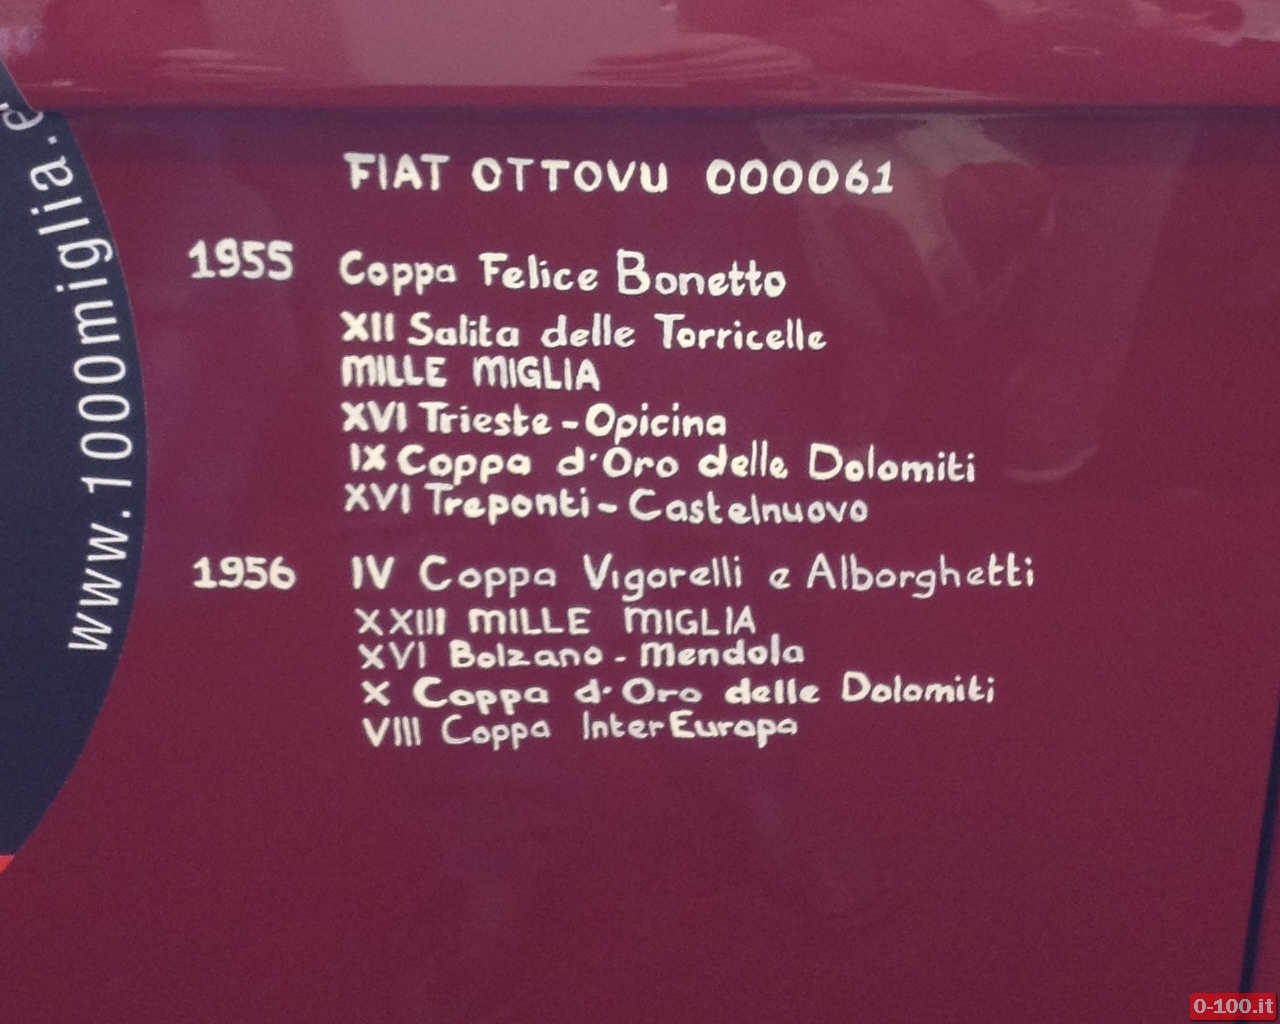 FIAT OTTOVU 000061
1955 Coppa Felice Bonetto
XII Salita delle Torricelle
MILLE MIGLIA
XVI Trieste - Opicina
IX Coppa d'Oro delle Dolomiti
XVI Treponti - Castelnuovo
1956 IV Coppa Vigorelli e Alborghetti
XXIII MILLE MIGLIA
XVI Bolzano - Mendola
X Coppa d'Oro delle Dolomiti
VIII Coppa InterEuropa
www.1000miglia.e
0-100.it